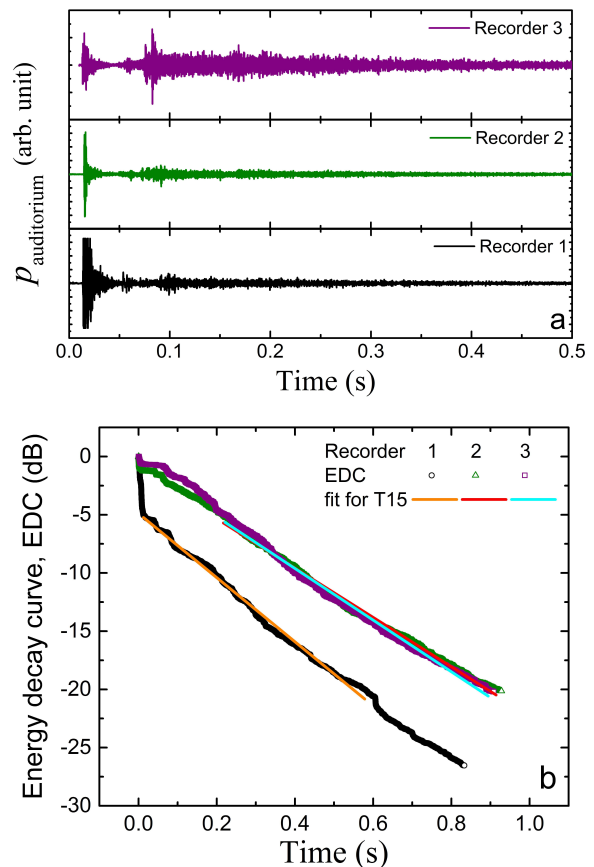 Recorder 3
Recorder 2
Recorder 1
p auditorium (arb. unit)
a
0.0 0.1 0.2 0.3 0.4 0.5
Time (s)
Recorder 1 2 3
EDC
fit for T15
Energy decay curve, EDC (dB)
0
-5
-10
-15
-20
-25
-30
b
0.0 0.2 0.4 0.6 0.8 1.0
Time (s)